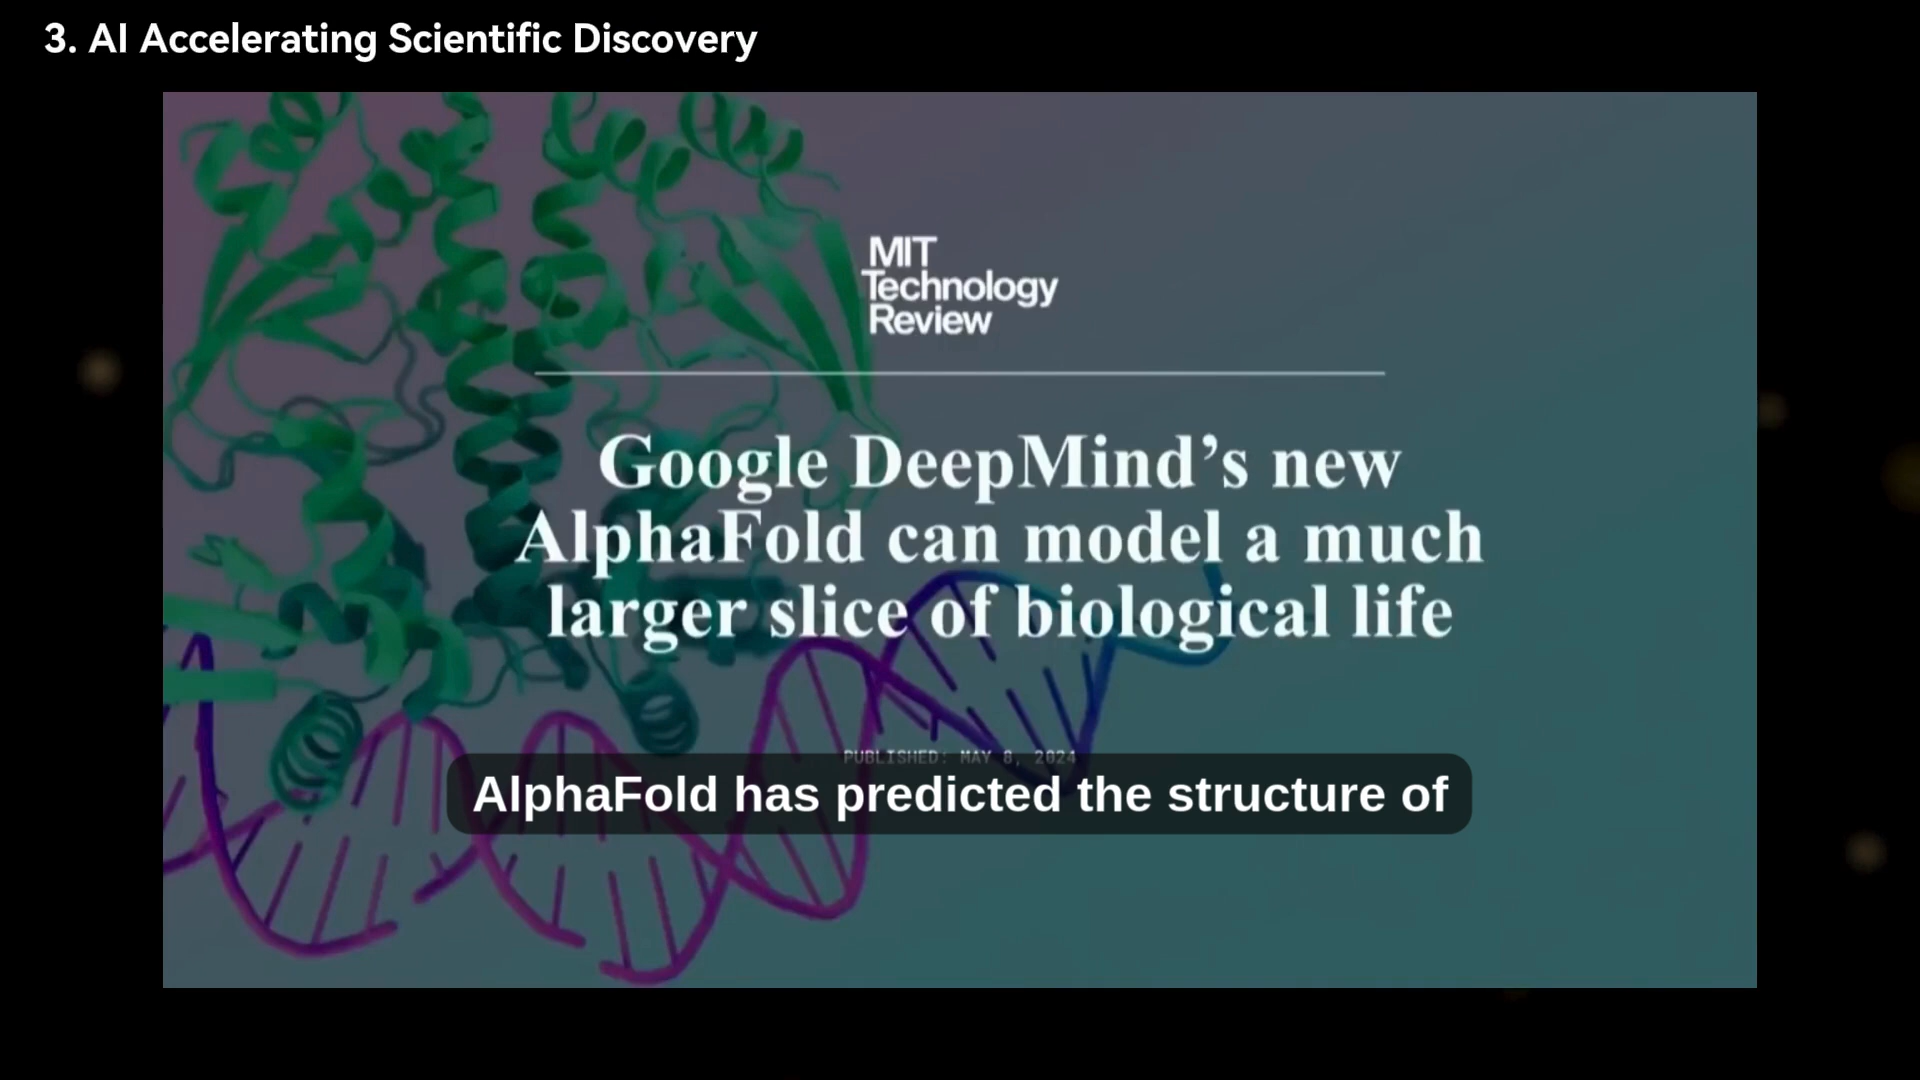 3. AI Accelerating Scientific Discovery
MIT
Technology
Review
Google DeepMind’s new
AlphaFold can model a much
larger slice of biological life
PUBLISHED: MAY 8, 2024
AlphaFold has predicted the structure of